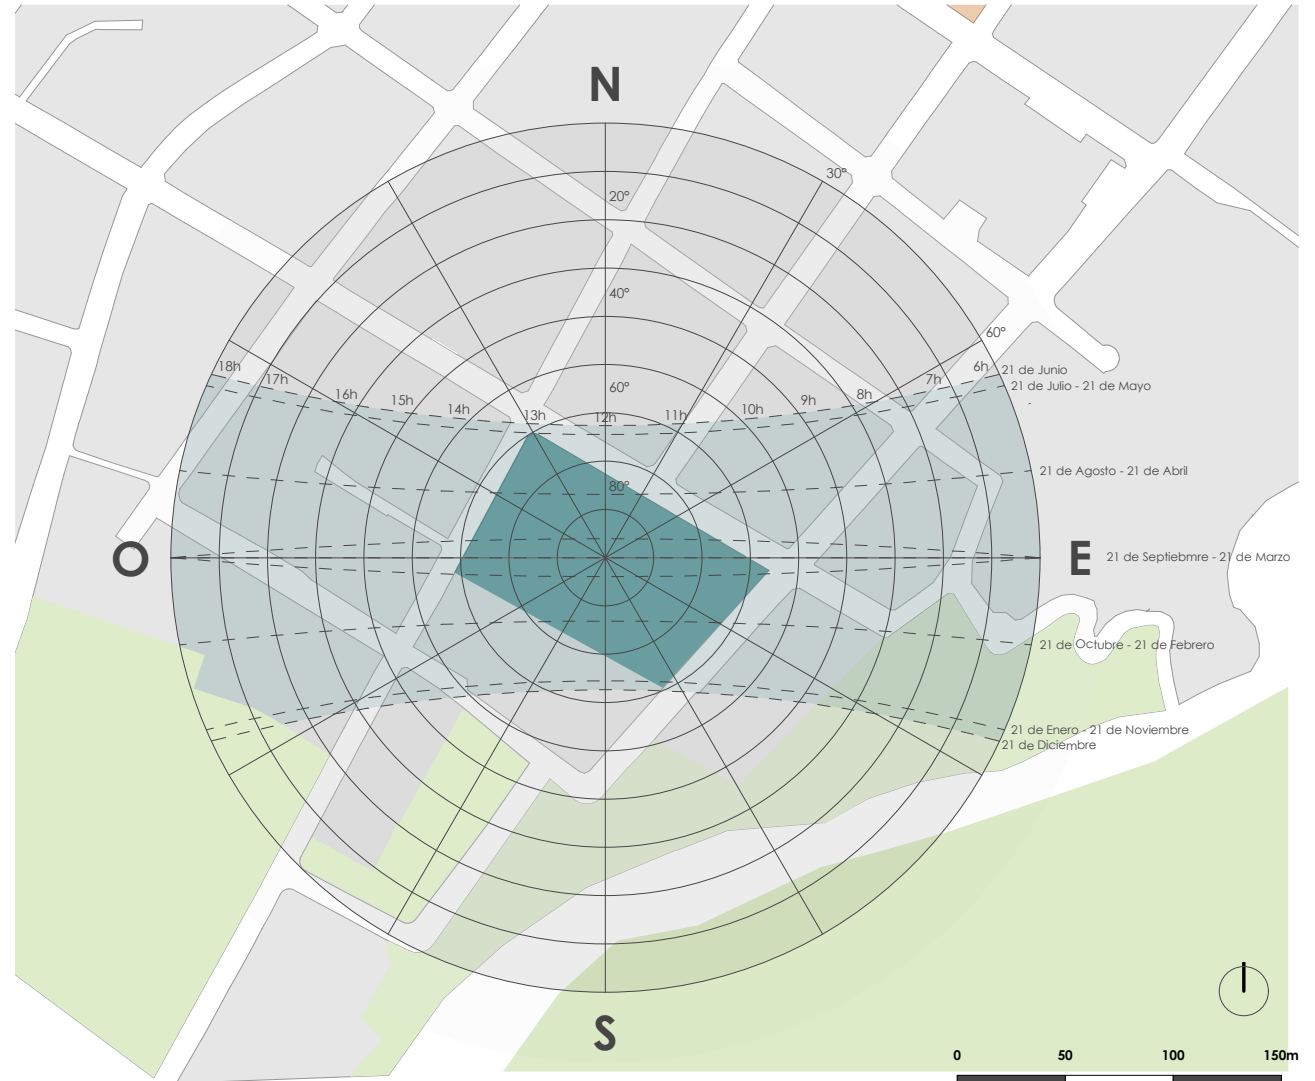 N
30°
20°
40°
60°
18h
17h
16h
15h
14h
13h
12h
11h
10h
9h
8h
7h
6h
60°
21 de Junio
21 de Julio - 21 de Mayo
21 de Agosto - 21 de Abril
80°
O
E
21 de Septiebmre - 21 de Marzo
21 de Octubre - 21 de Febrero
21 de Enero - 21 de Noviembre
21 de Diciembre
S
0 50 100 150m